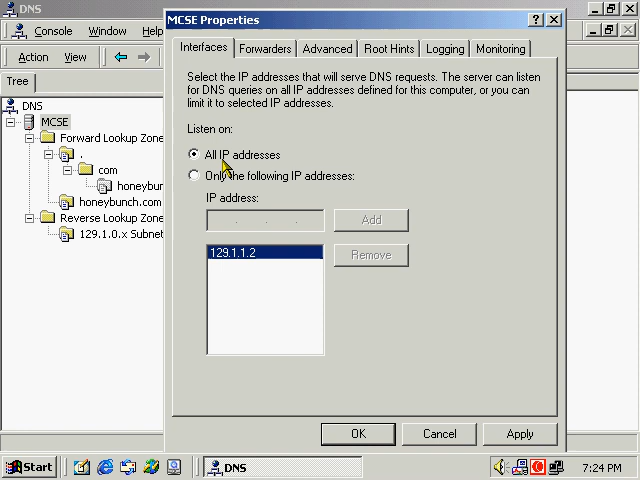 DNS
Console Window Help
Action View
Tree
DNS
MCSE
Forward Lookup Zone
.
com
honeybun
honeybunch.com
Reverse Lookup Zone
129.1.0.x Subnet
MCSE Properties
Interfaces Forwarders Advanced Root Hints Logging Monitoring
Select the IP addresses that will serve DNS requests. The server can listen
for DNS queries on all IP addresses defined for this computer, or you can
limit it to selected IP addresses.
Listen on:
All IP addresses
Only the following IP addresses:
IP address:
. . . Add
129.1.1.2 Remove
OK Cancel Apply
Start DNS 7:24 PM